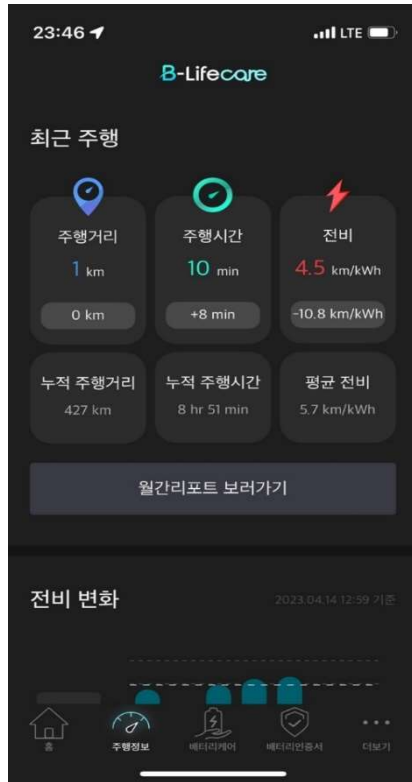 23:46
LTE
B-Lifecare
최근 주행
주행거리 주행시간 전비
1 km 10 min 4.5 km/kWh
0 km +8 min -10.8 km/kWh
누적 주행거리 누적 주행시간 평균 전비
427 km 8 hr 51 min 5.7 km/kWh
월간리포트 보러가기
전비 변화 2023.04.14 12:59 기준
홈 주행정보 배터리케어 배터리인증서 더보기